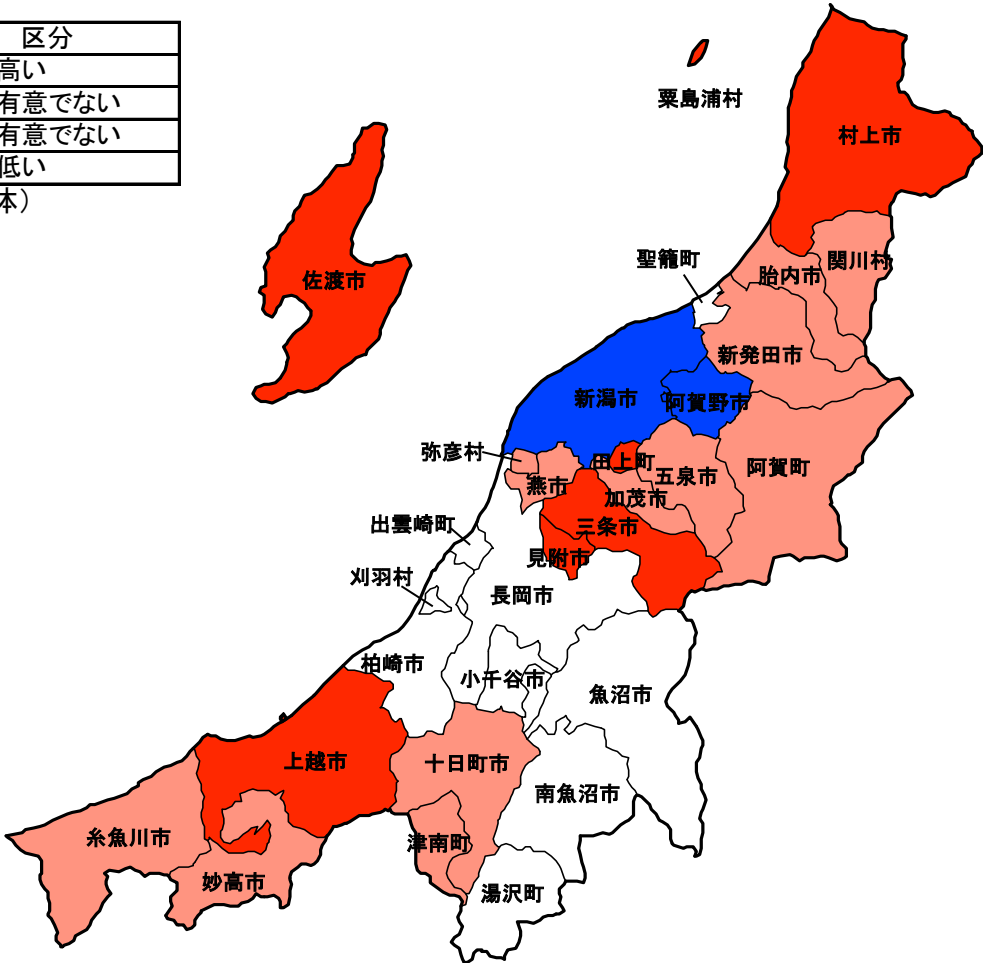 区分
高い
有意でない
有意でない
低い
体）
粟島浦村
村上市
関川村
聖籠町
胎内市
佐渡市
新発田市
新潟市
阿賀野市
弥彦村
田上町
阿賀町
五泉市
燕市
加茂市
出雲崎町
三条市
見附市
刈羽村
長岡市
柏崎市
小千谷市
魚沼市
上越市
十日町市
南魚沼市
糸魚川市
津南町
妙高市
湯沢町